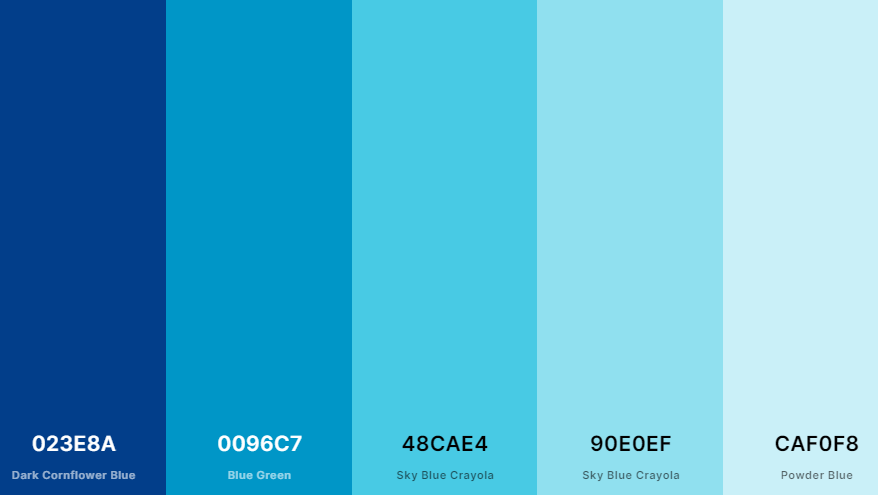 023E8A
Dark Cornflower Blue
0096C7
Blue Green
48CAE4
Sky Blue Crayola
90E0EF
Sky Blue Crayola
CAF0F8
Powder Blue